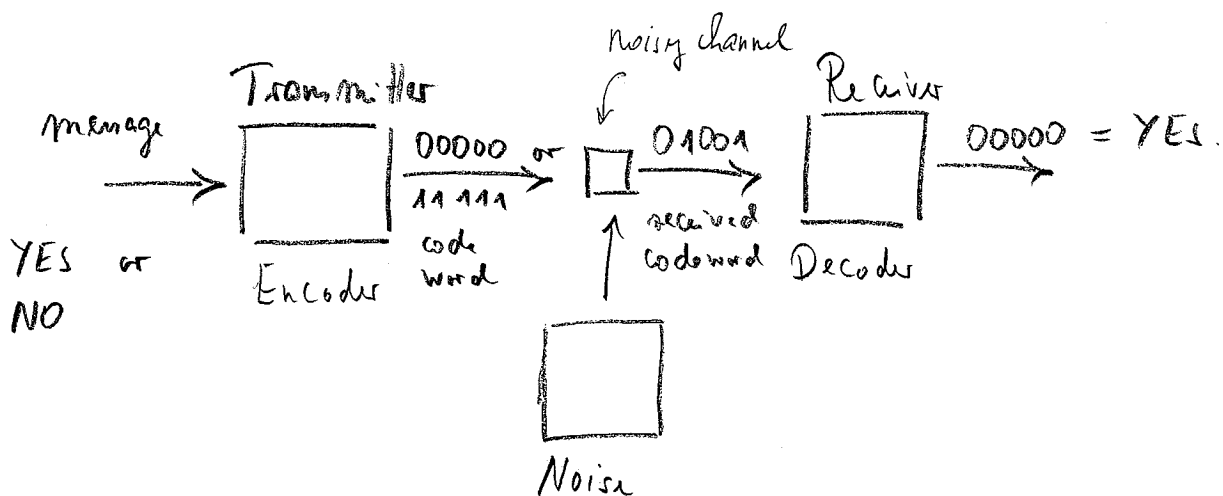 noisy channel
Transmitter
Receiver
message
00000 or
11111
code
word
01001
received
codeword
00000 = YES.
YES or
NO
Encoder
Decoder
Noise